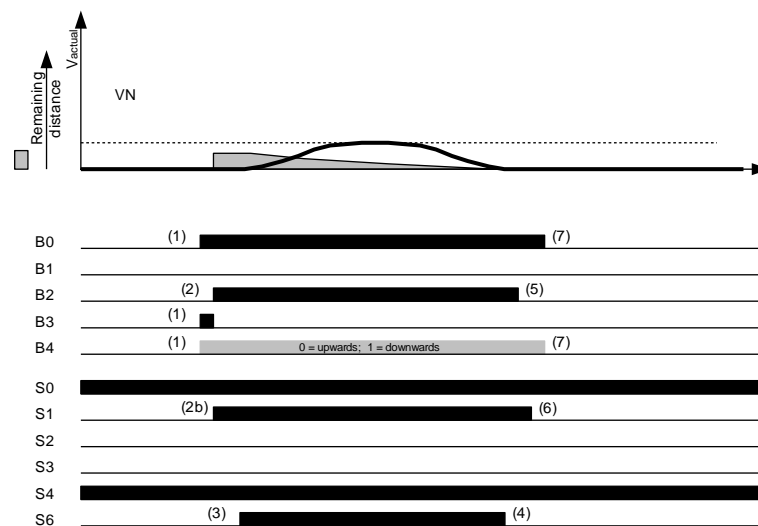 Vactual
Remaining
distance
VN
B0 (1) (7)
B1
B2 (2) (5)
B3 (1)
B4 (1) 0 = upwards; 1 = downwards (7)
S0
S1 (2b) (6)
S2
S3
S4
S6 (3) (4)